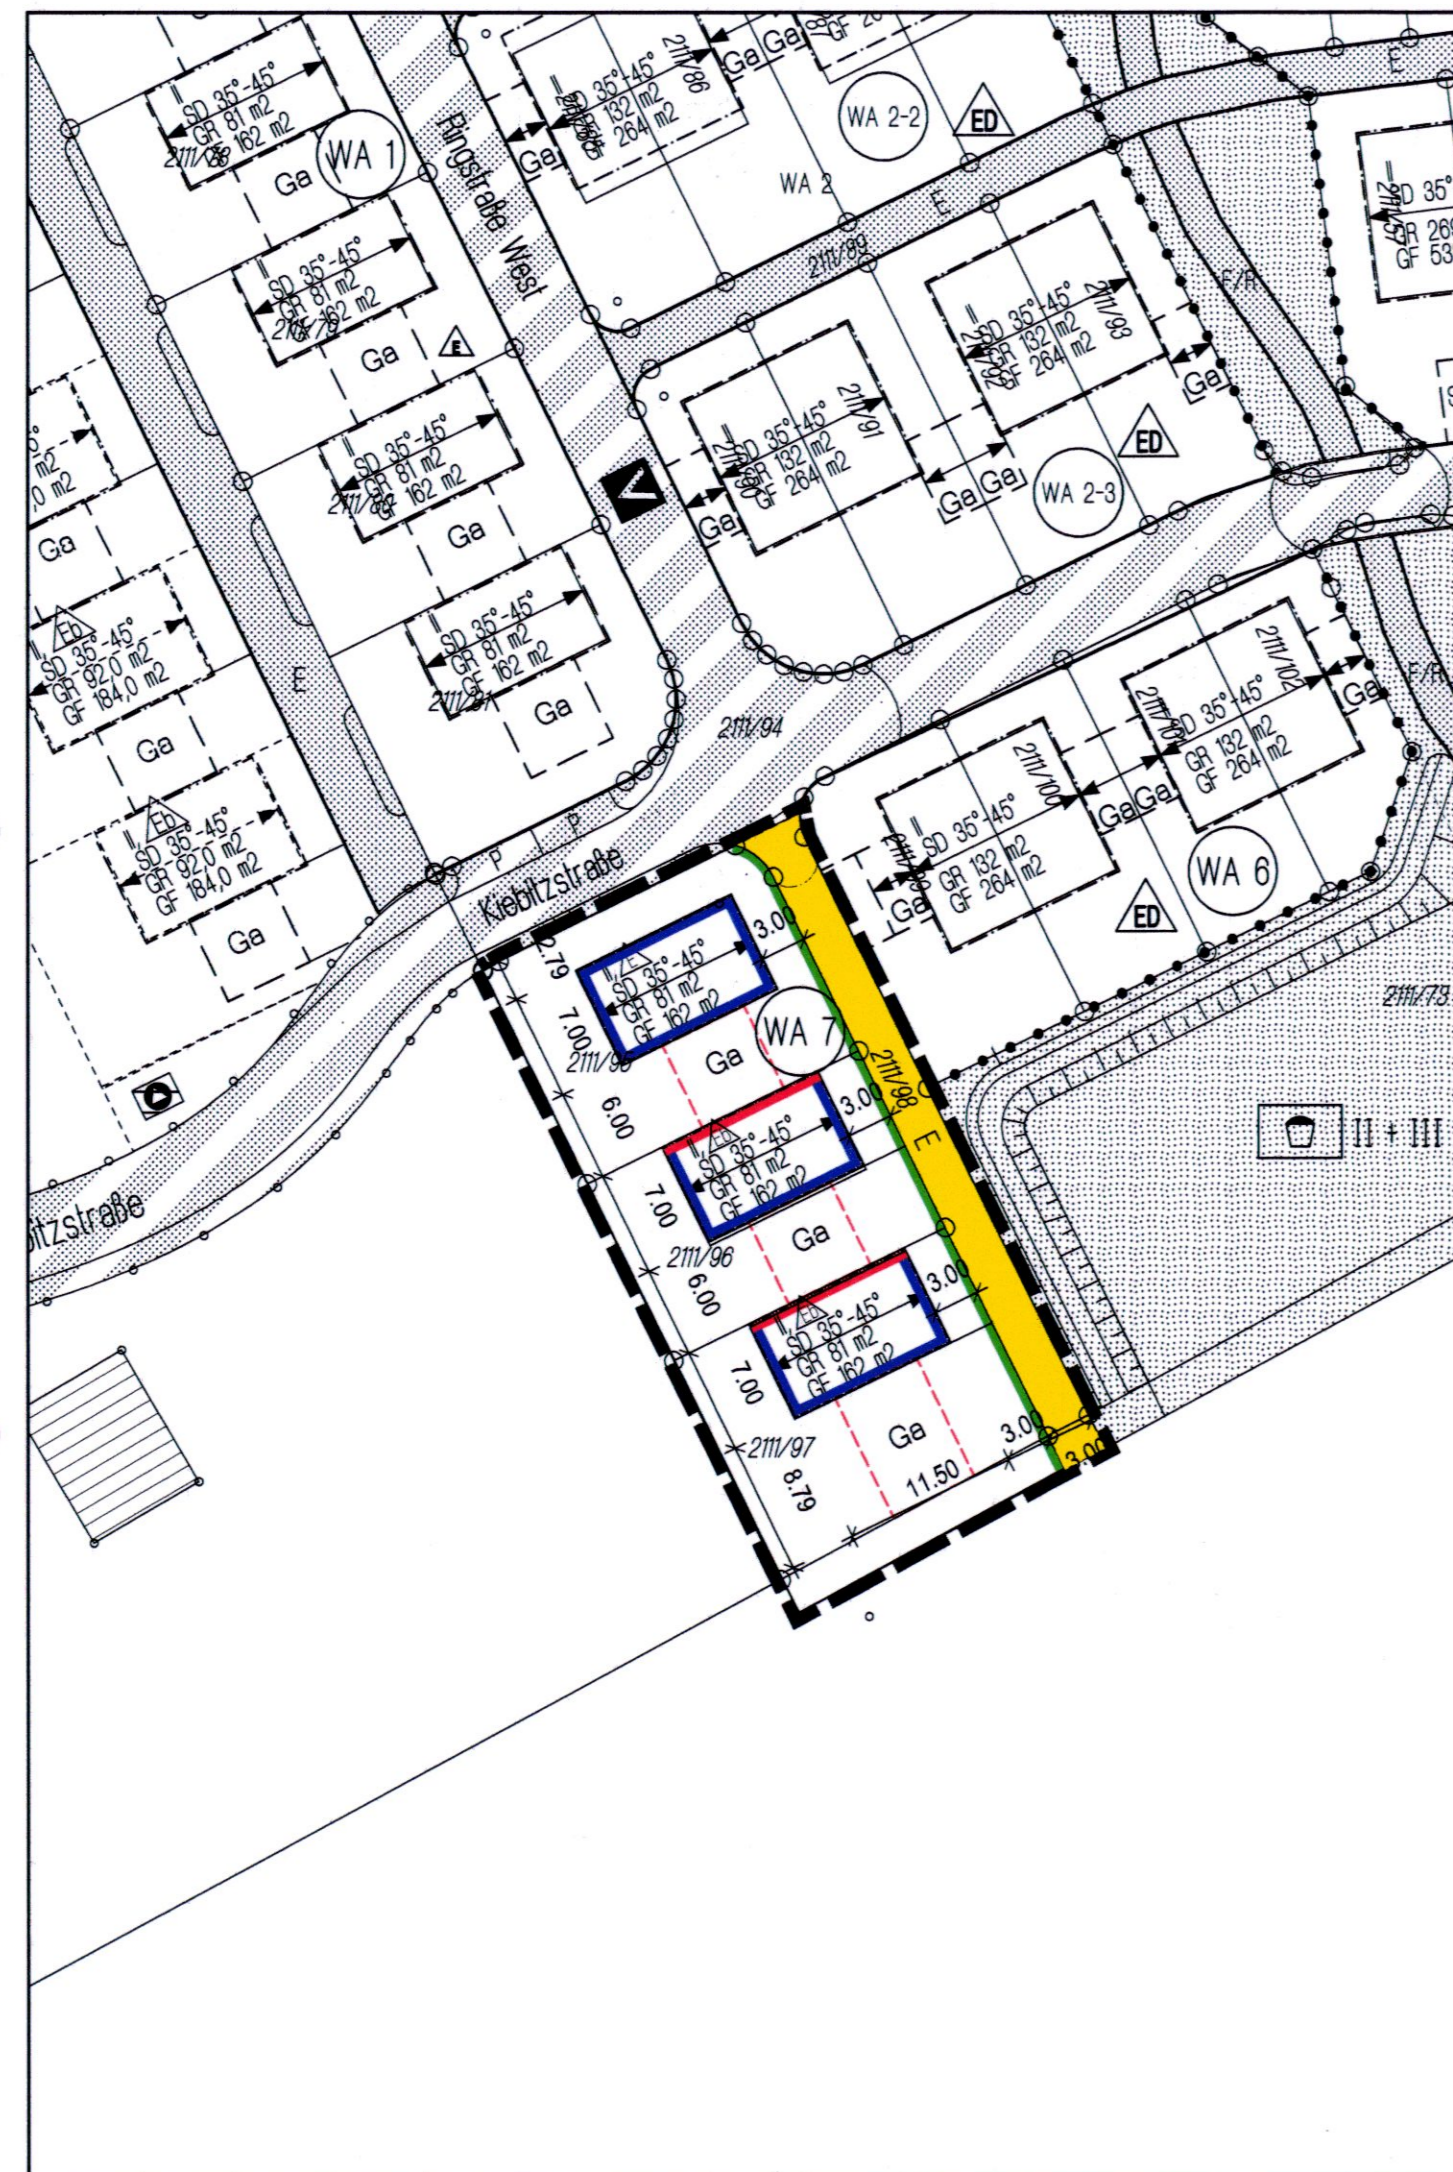 II
SD 35°-45°
GR 81 m2
GF 162 m2
WA 1
Ga
Ringstraße West
SD 35°-45°
132 m2
264 m2
2111/86
Ga
Ga
Ga
WA 2-2
ED
WA 2
E
E
2111/89
II
SD 35°-45°
GR 81 m2
GF 162 m2
Ga
E
F/R
II
SD 35°-45°
GR 132 m2
GF 264 m2
2111/93
Ga
II
SD 35°-45°
GR 81 m2
GF 162 m2
Ga
SD 35°-45°
GR 132 m2
GF 264 m2
2111/90
2111/91
Ga
Ga
Ga
WA 2-3
ED
Ga
II
SD 35°-45°
GR 81 m2
GF 162 m2
2111/81
Ga
E
Eb
SD 35°-45°
GR 92,0 m2
GF 184,0 m2
Ga
Eb
SD 35°-45°
GR 92,0 m2
GF 184,0 m2
Ga
2111/94
P
P
Kiebitzstraße
II
SD 35°-45°
GR 132 m2
GF 264 m2
2111/100
Ga
Ga
Ga
SD 35°-45°
GR 132 m2
GF 264 m2
2111/102
Ga
F/R
WA 6
ED
2111/73
II + III
2.79
7.00
6.00
7.00
6.00
7.00
8.79
II, E
SD 35°-45°
GR 81 m2
GF 162 m2
3.00
2111/95
Ga
WA 7
2111/98
E
II, Eb
SD 35°-45°
GR 81 m2
GF 162 m2
3.00
2111/96
Ga
II, Eb
SD 35°-45°
GR 81 m2
GF 162 m2
3.00
2111/97
Ga
11.50
3.00
3.00
itzstraße